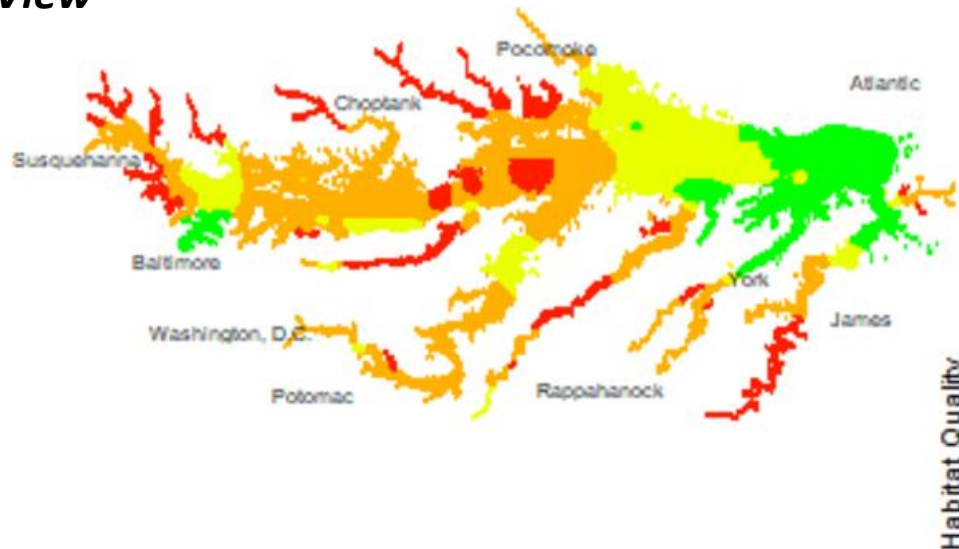 view
Pocomoke
Atlantic
Choptank
Susquehanna
Baltimore
York
Washington, D.C.
James
Potomac
Rappahanock
Habitat Quality